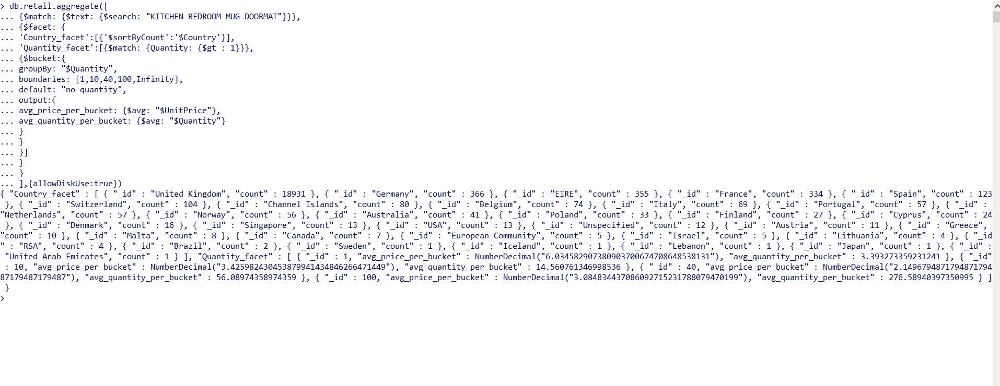 > db.retail.aggregate([
... {$match: {$text: {$search: "KITCHEN BEDROOM MUG DOORMAT"}}},
... {$facet: {
... 'Country_facet':[{'$sortByCount':'$Country'}],
... 'Quantity_facet':[{$match: {Quantity: {$gt : 1}}},
... {$bucket:{
... groupBy: "$Quantity",
... boundaries: [1,10,40,100,Infinity],
... default: "no quantity",
... output:{
... avg_price_per_bucket: {$avg: "$UnitPrice"},
... avg_quantity_per_bucket: {$avg: "$Quantity"}
... }
... }
... }]
... }
... }
... ],{allowDiskUse:true})
{ "Country_facet" : [ { "_id" : "United Kingdom", "count" : 18931 }, { "_id" : "Germany", "count" : 366 }, { "_id" : "EIRE", "count" : 355 }, { "_id" : "France", "count" : 334 }, { "_id" : "Spain", "count" : 123
 }, { "_id" : "Switzerland", "count" : 104 }, { "_id" : "Channel Islands", "count" : 80 }, { "_id" : "Belgium", "count" : 74 }, { "_id" : "Italy", "count" : 69 }, { "_id" : "Portugal", "count" : 57 }, { "_id" :
"Netherlands", "count" : 57 }, { "_id" : "Norway", "count" : 56 }, { "_id" : "Australia", "count" : 41 }, { "_id" : "Poland", "count" : 33 }, { "_id" : "Finland", "count" : 27 }, { "_id" : "Cyprus", "count" : 24
 }, { "_id" : "Denmark", "count" : 16 }, { "_id" : "Singapore", "count" : 13 }, { "_id" : "USA", "count" : 13 }, { "_id" : "Unspecified", "count" : 12 }, { "_id" : "Austria", "count" : 11 }, { "_id" : "Greece",
"count" : 10 }, { "_id" : "Malta", "count" : 8 }, { "_id" : "Canada", "count" : 7 }, { "_id" : "European Community", "count" : 5 }, { "_id" : "Israel", "count" : 5 }, { "_id" : "Lithuania", "count" : 4 }, { "_id
" : "RSA", "count" : 4 }, { "_id" : "Brazil", "count" : 2 }, { "_id" : "Sweden", "count" : 1 }, { "_id" : "Iceland", "count" : 1 }, { "_id" : "Lebanon", "count" : 1 }, { "_id" : "Japan", "count" : 1 }, { "_id" :
 "United Arab Emirates", "count" : 1 } ], "Quantity_facet" : [ { "_id" : 1, "avg_price_per_bucket" : NumberDecimal("6.034582907380903700674708648538131"), "avg_quantity_per_bucket" : 3.393273359231241 }, { "_id"
: 10, "avg_price_per_bucket" : NumberDecimal("3.425982430453879941434846266471449"), "avg_quantity_per_bucket" : 14.560761346998536 }, { "_id" : 40, "avg_price_per_bucket" : NumberDecimal("2.1496794871794871794
87179487179487"), "avg_quantity_per_bucket" : 56.08974358974359 }, { "_id" : 100, "avg_price_per_bucket" : NumberDecimal("3.084834437086092715231788079470199"), "avg_quantity_per_bucket" : 276.58940397350995 } ]
 }
>